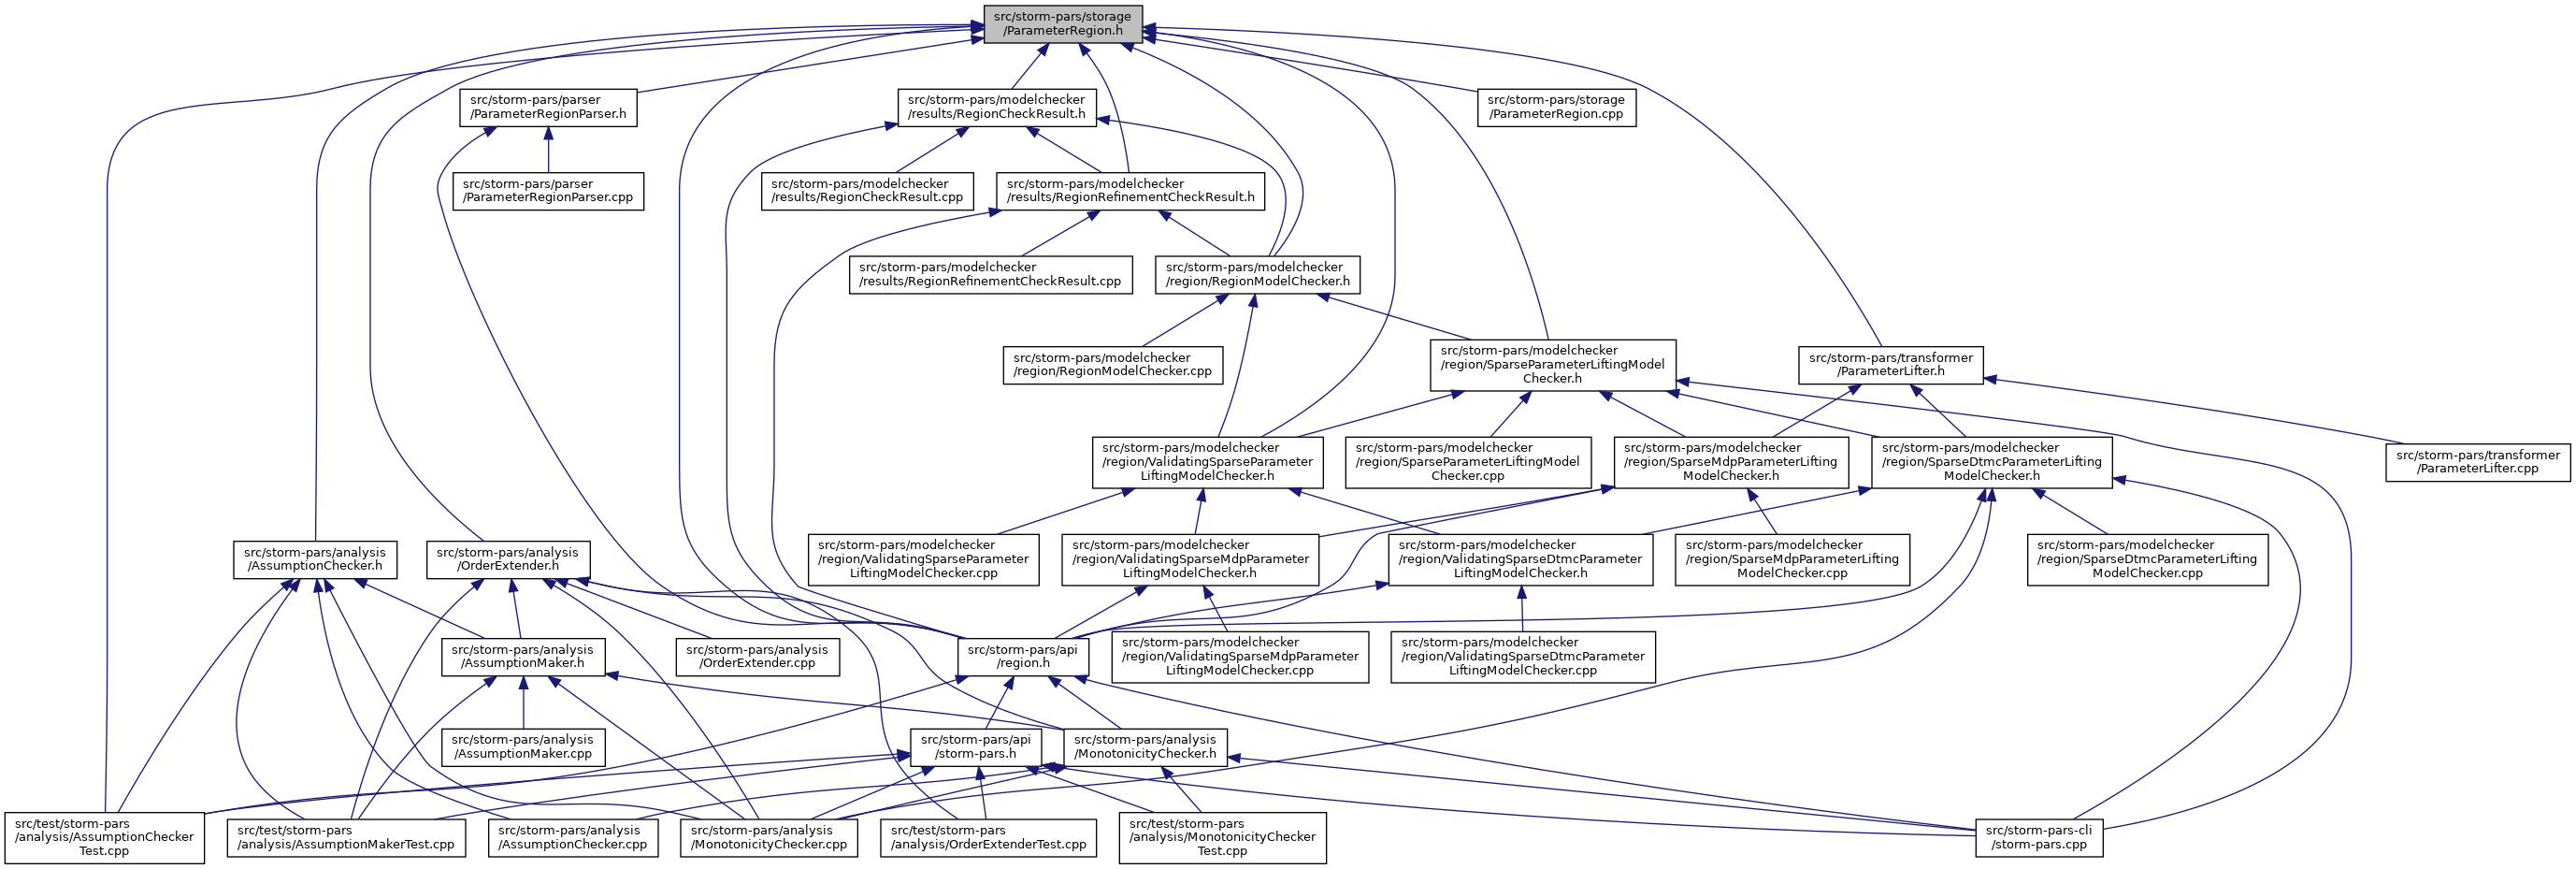 src/storm-pars/storage
/ParameterRegion.h
src/storm-pars/parser
/ParameterRegionParser.h
src/storm-pars/modelchecker
/results/RegionCheckResult.h
src/storm-pars/storage
/ParameterRegion.cpp
src/storm-pars/parser
/ParameterRegionParser.cpp
src/storm-pars/modelchecker
/results/RegionCheckResult.cpp
src/storm-pars/modelchecker
/results/RegionRefinementCheckResult.h
src/storm-pars/modelchecker
/results/RegionRefinementCheckResult.cpp
src/storm-pars/modelchecker
/region/RegionModelChecker.h
src/storm-pars/modelchecker
/region/RegionModelChecker.cpp
src/storm-pars/modelchecker
/region/SparseParameterLiftingModel
Checker.h
src/storm-pars/transformer
/ParameterLifter.h
src/storm-pars/modelchecker
/region/ValidatingSparseParameter
LiftingModelChecker.h
src/storm-pars/modelchecker
/region/SparseParameterLiftingModel
Checker.cpp
src/storm-pars/modelchecker
/region/SparseMdpParameterLifting
ModelChecker.h
src/storm-pars/modelchecker
/region/SparseDtmcParameterLifting
ModelChecker.h
src/storm-pars/transformer
/ParameterLifter.cpp
src/storm-pars/analysis
/AssumptionChecker.h
src/storm-pars/analysis
/OrderExtender.h
src/storm-pars/modelchecker
/region/ValidatingSparseParameter
LiftingModelChecker.cpp
src/storm-pars/modelchecker
/region/ValidatingSparseMdpParameter
LiftingModelChecker.h
src/storm-pars/modelchecker
/region/ValidatingSparseDtmcParameter
LiftingModelChecker.h
src/storm-pars/modelchecker
/region/SparseMdpParameterLifting
ModelChecker.cpp
src/storm-pars/modelchecker
/region/SparseDtmcParameterLifting
ModelChecker.cpp
src/storm-pars/analysis
/AssumptionMaker.h
src/storm-pars/analysis
/OrderExtender.cpp
src/storm-pars/api
/region.h
src/storm-pars/modelchecker
/region/ValidatingSparseMdpParameter
LiftingModelChecker.cpp
src/storm-pars/modelchecker
/region/ValidatingSparseDtmcParameter
LiftingModelChecker.cpp
src/storm-pars/analysis
/AssumptionMaker.cpp
src/storm-pars/api
/storm-pars.h
src/storm-pars/analysis
/MonotonicityChecker.h
src/test/storm-pars
/analysis/AssumptionChecker
Test.cpp
src/test/storm-pars
/analysis/AssumptionMakerTest.cpp
src/storm-pars/analysis
/AssumptionChecker.cpp
src/storm-pars/analysis
/MonotonicityChecker.cpp
src/test/storm-pars
/analysis/OrderExtenderTest.cpp
src/test/storm-pars
/analysis/MonotonicityChecker
Test.cpp
src/storm-pars-cli
/storm-pars.cpp